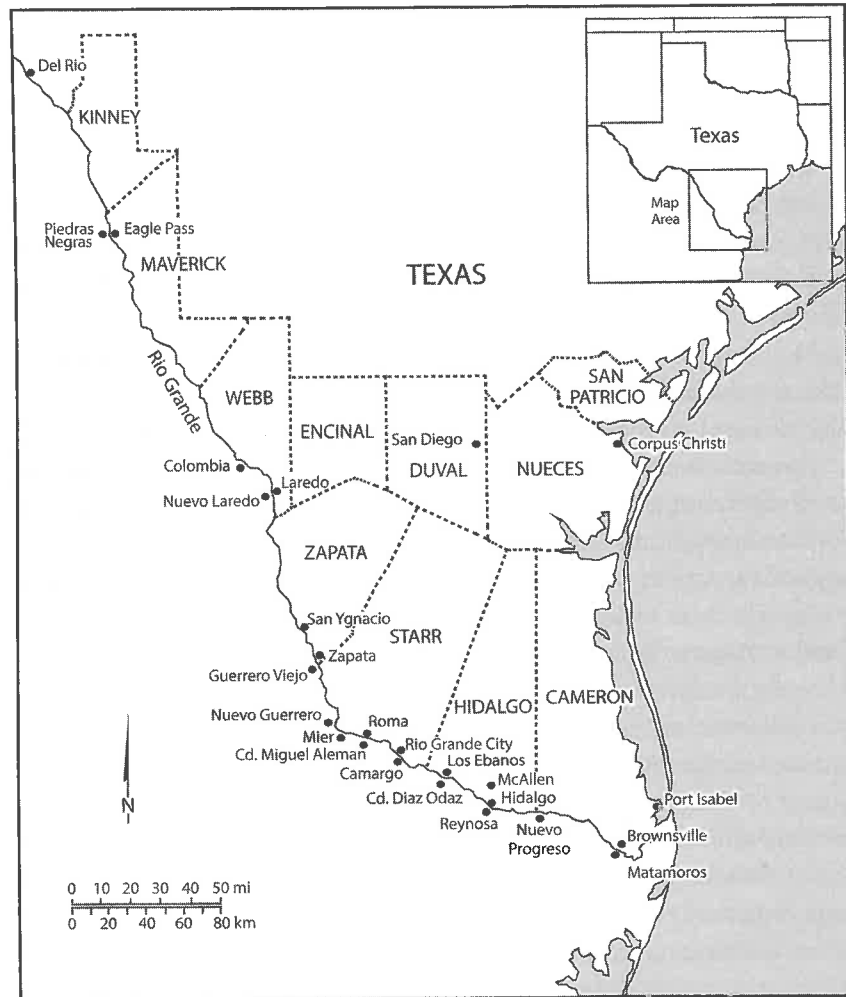 Del Rio
KINNEY
Texas
Map
Area
Piedras
Negras
Eagle Pass
MAVERICK
TEXAS
Rio Grande
WEBB
SAN
PATRICIO
ENCINAL
San Diego
DUVAL
NUECES
Corpus Christi
Colombia
Laredo
Nuevo Laredo
ZAPATA
San Ygnacio
STARR
Zapata
Guerrero Viejo
HIDALGO
CAMERON
Nuevo Guerrero
Roma
Mier
Rio Grande City
Cd. Miguel Aleman
Los Ebanos
Camargo
McAllen
Cd. Diaz Odaz
Hidalgo
Port Isabel
Reynosa
Nuevo
Progreso
Brownsville
Matamoros
N
0 10 20 30 40 50 mi
0 20 40 60 80 km